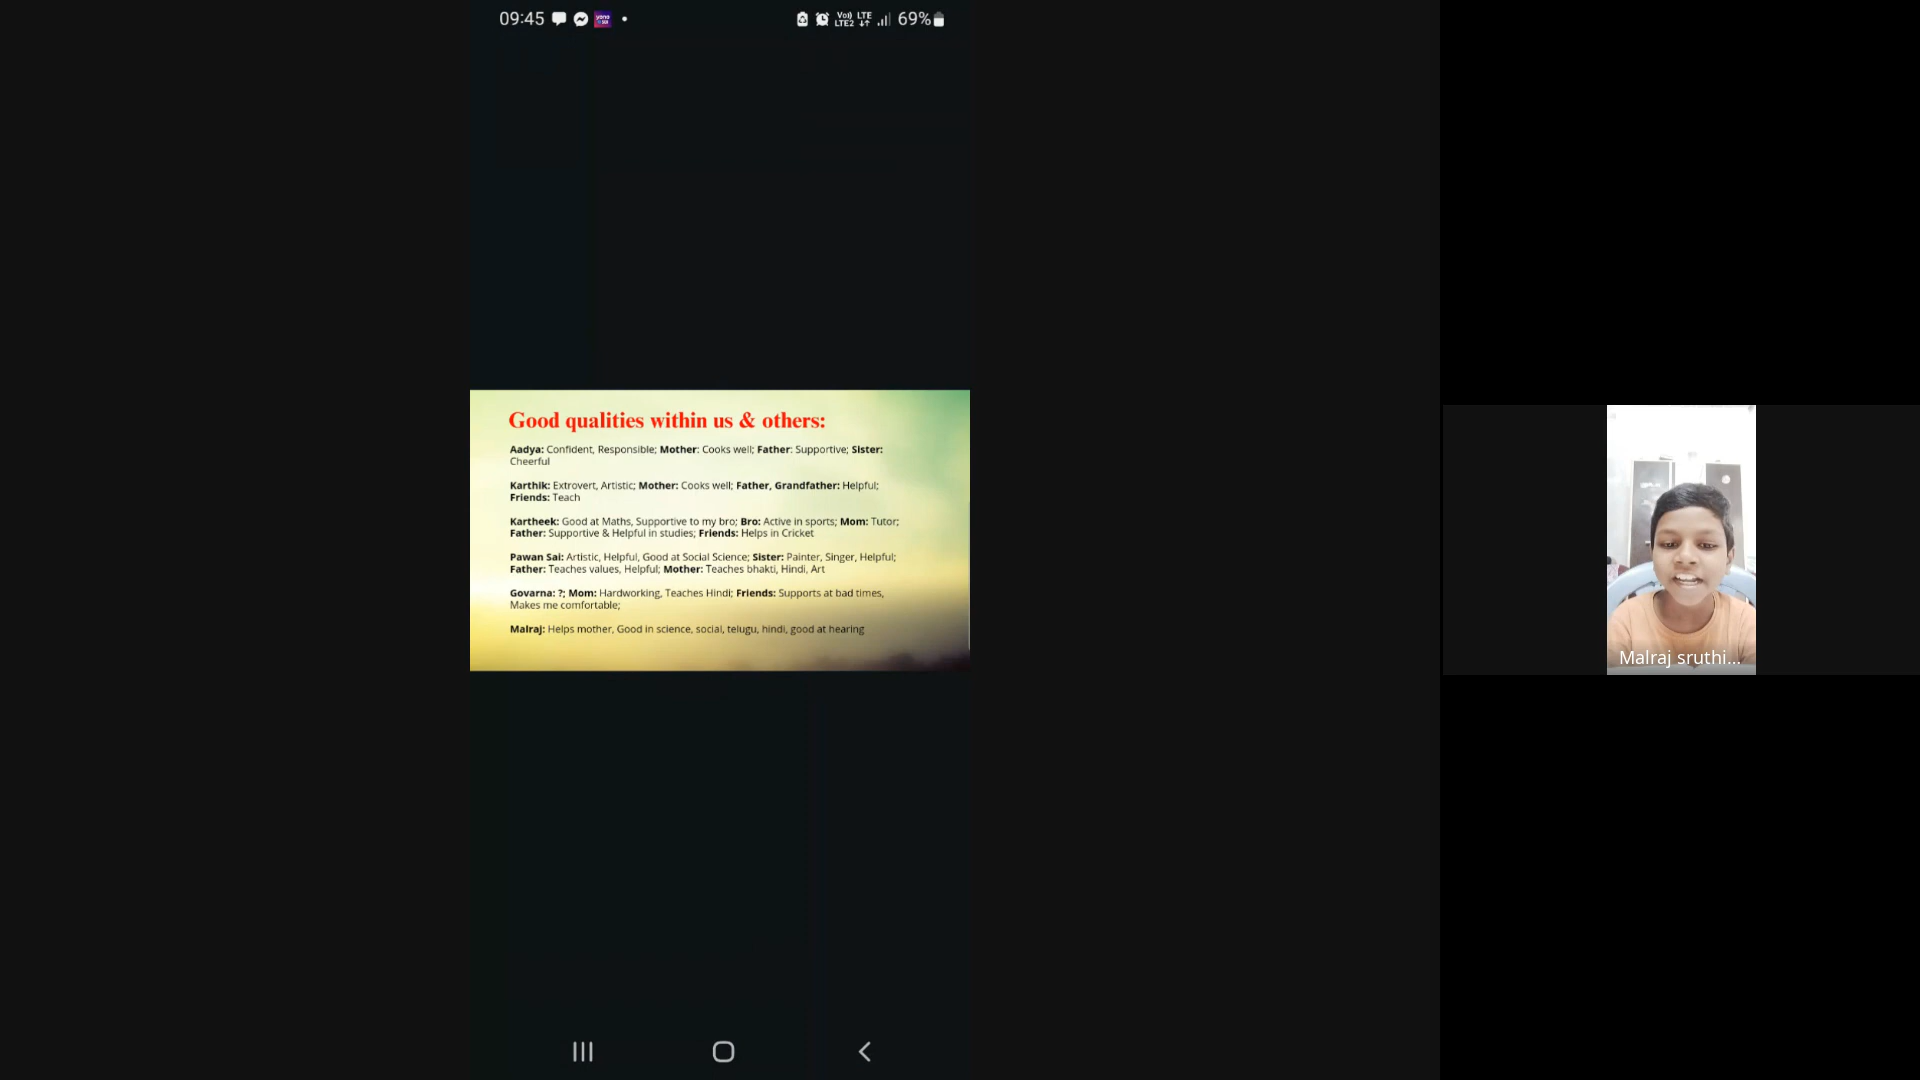 09:45
Vo)) LTE
LTE2
69%
Good qualities within us & others:
Aadya: Confident, Responsible; Mother: Cooks well; Father: Supportive; Sister:
Cheerful
Karthik: Extrovert, Artistic; Mother: Cooks well; Father, Grandfather: Helpful;
Friends: Teach
Kartheek: Good at Maths, Supportive to my bro; Bro: Active in sports; Mom: Tutor;
Father: Supportive & Helpful in studies; Friends: Helps in Cricket
Pawan Sai: Artistic, Helpful, Good at Social Science; Sister: Painter, Singer, Helpful;
Father: Teaches values, Helpful; Mother: Teaches bhakti, Hindi, Art
Govarna: ?; Mom: Hardworking, Teaches Hindi; Friends: Supports at bad times,
Makes me comfortable;
Malraj: Helps mother, Good in science, social, telugu, hindi, good at hearing
Malraj sruthi...